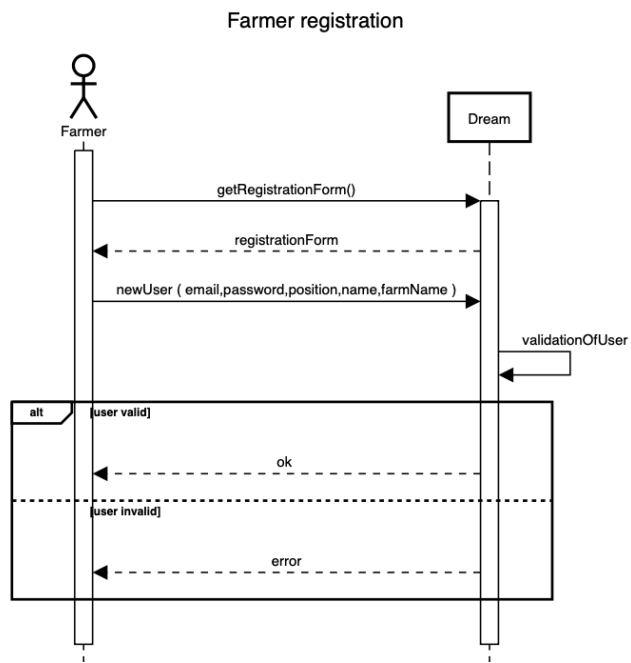 Farmer registration
Farmer
Dream
getRegistrationForm()
registrationForm
newUser ( email,password,position,name,farmName )
validationOfUser
alt
[user valid]
ok
[user invalid]
error